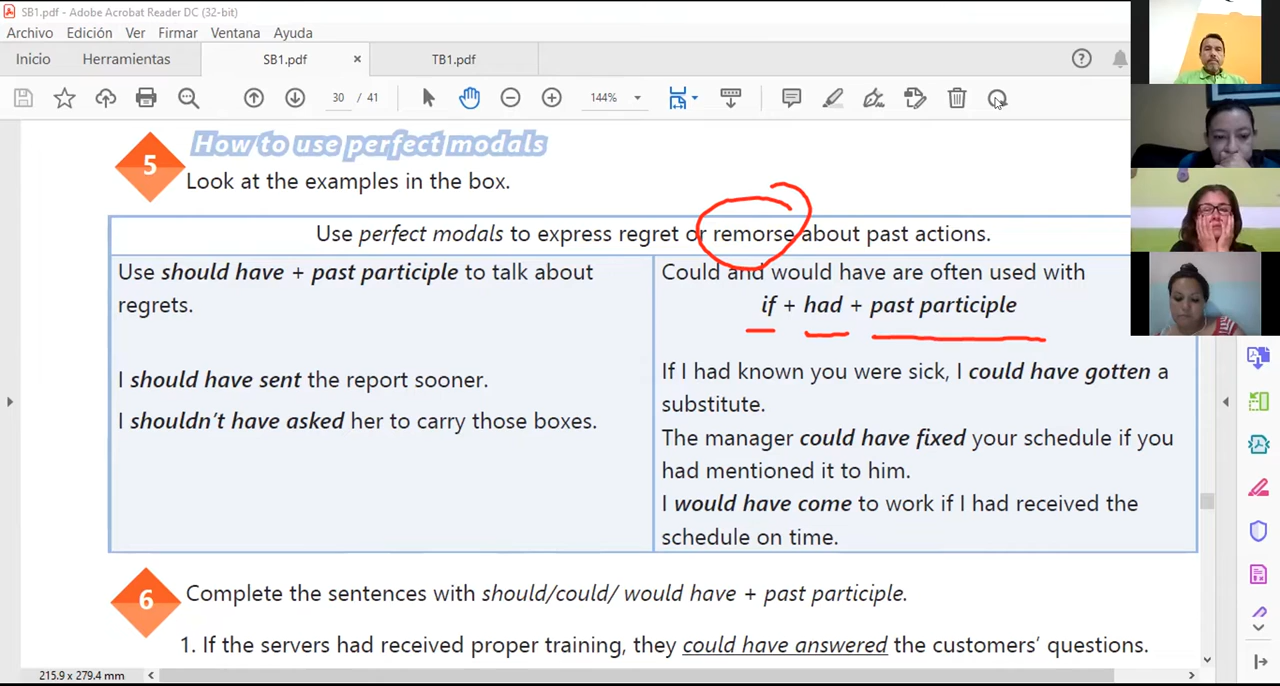 SB1.pdf - Adobe Acrobat Reader DC (32-bit)
Archivo Edición Ver Firmar Ventana Ayuda
Inicio Herramientas SB1.pdf × TB1.pdf
30 / 41 144%
5 How to use perfect modals
Look at the examples in the box.
Use perfect modals to express regret or remorse about past actions.
Use should have + past participle to talk about
regrets.
I should have sent the report sooner.
I shouldn't have asked her to carry those boxes.
Could and would have are often used with
if + had + past participle
If I had known you were sick, I could have gotten a
substitute.
The manager could have fixed your schedule if you
had mentioned it to him.
I would have come to work if I had received the
schedule on time.
6 Complete the sentences with should/could/ would have + past participle.
1. If the servers had received proper training, they could have answered the customers' questions.
215.9 x 279.4 mm